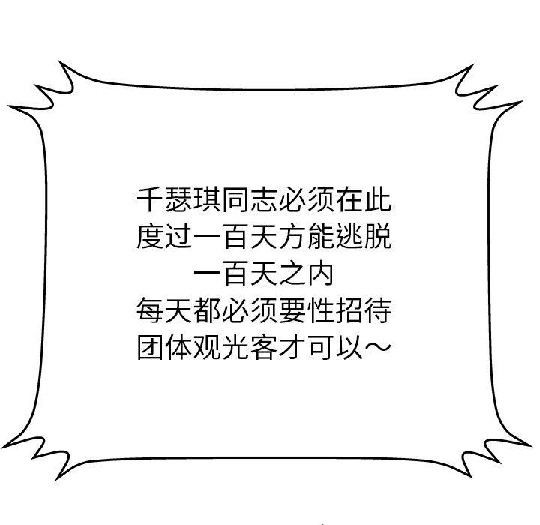 千瑟琪同志必须在此
度过一百天方能逃脱
一百天之内
每天都必须要性招待
团体观光客才可以～